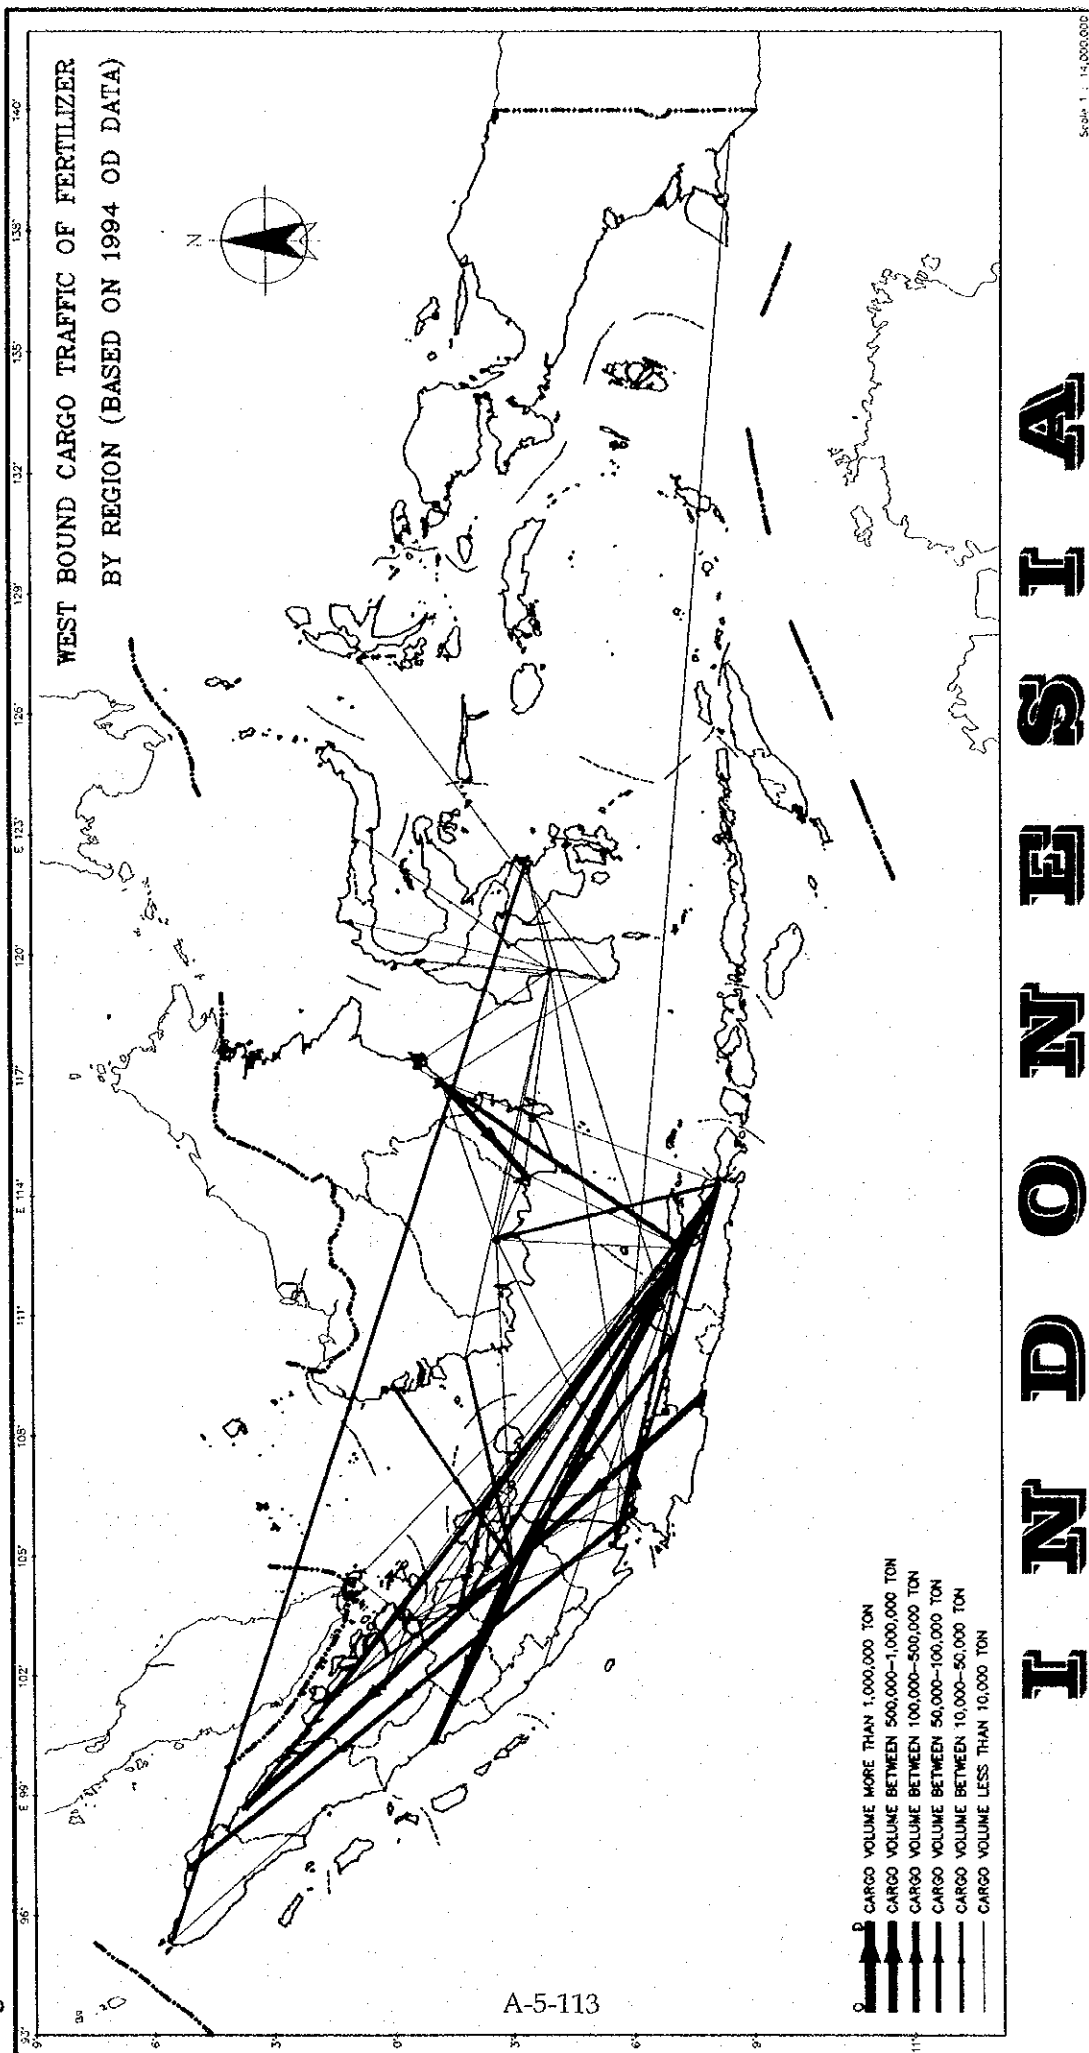 WEST BOUND CARGO TRAFFIC OF FERTILIZER
BY REGION (BASED ON 1994 OD DATA)
N
93°
96°
E 99°
102°
105°
108°
111°
E 114°
117°
120°
E 123°
126°
129°
132°
135°
138°
140°
9°
6°
3°
0°
3°
6°
9°
11°
O D
CARGO VOLUME MORE THAN 1,000,000 TON
CARGO VOLUME BETWEEN 500,000-1,000,000 TON
CARGO VOLUME BETWEEN 100,000-500,000 TON
CARGO VOLUME BETWEEN 50,000-100,000 TON
CARGO VOLUME BETWEEN 10,000-50,000 TON
CARGO VOLUME LESS THAN 10,000 TON
INDONESIA
Scale 1 : 14,000,000
A-5-113